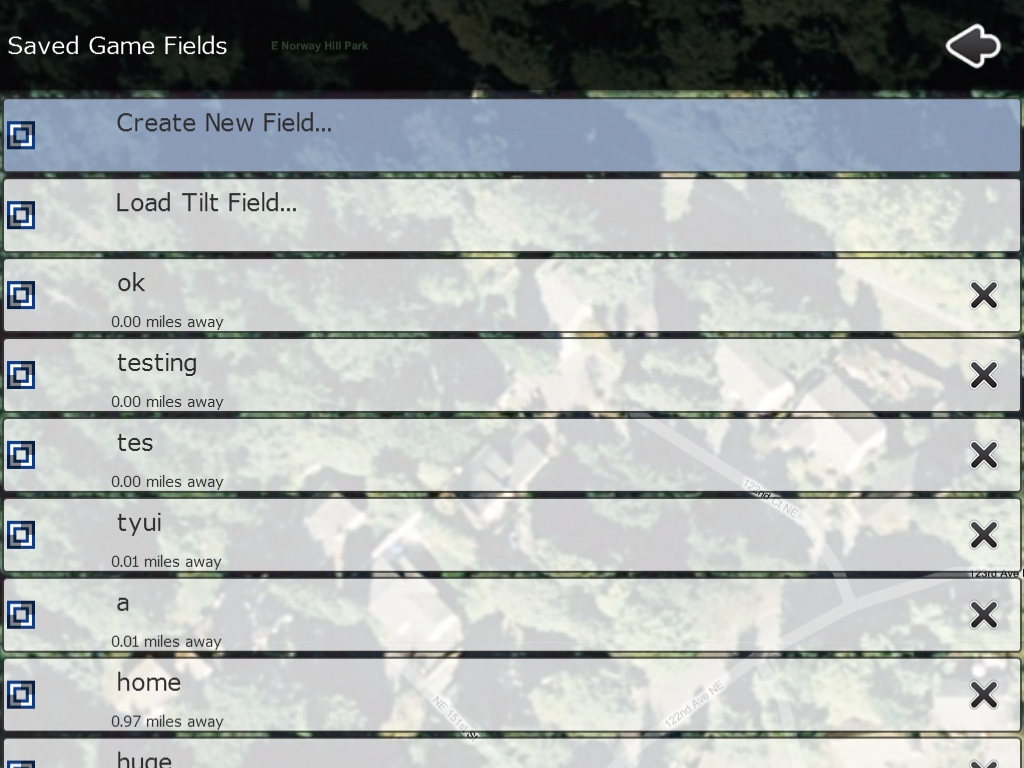 Saved Game Fields
E Norway Hill Park
Create New Field...
Load Tilt Field...
ok
0.00 miles away
testing
0.00 miles away
tes
0.00 miles away
122nd Ct NE
tyui
0.01 miles away
123rd Ave
a
0.01 miles away
home
0.97 miles away
122nd Ave NE
NE 151st
huge